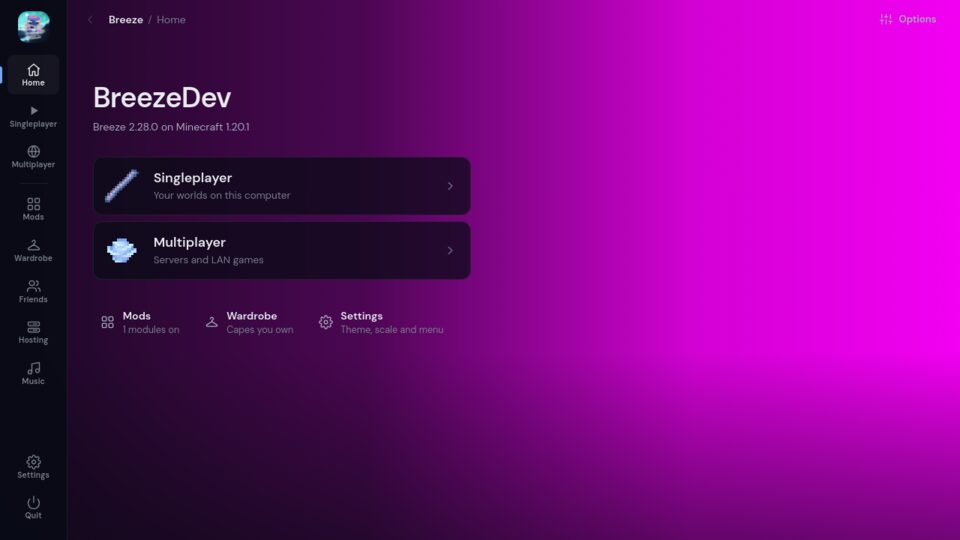 Breeze / Home
Options
Home
Singleplayer
Multiplayer
Mods
Wardrobe
Friends
Hosting
Music
Settings
Quit
BreezeDev
Breeze 2.28.0 on Minecraft 1.20.1
Singleplayer
Your worlds on this computer
Multiplayer
Servers and LAN games
Mods
1 modules on
Wardrobe
Capes you own
Settings
Theme, scale and menu